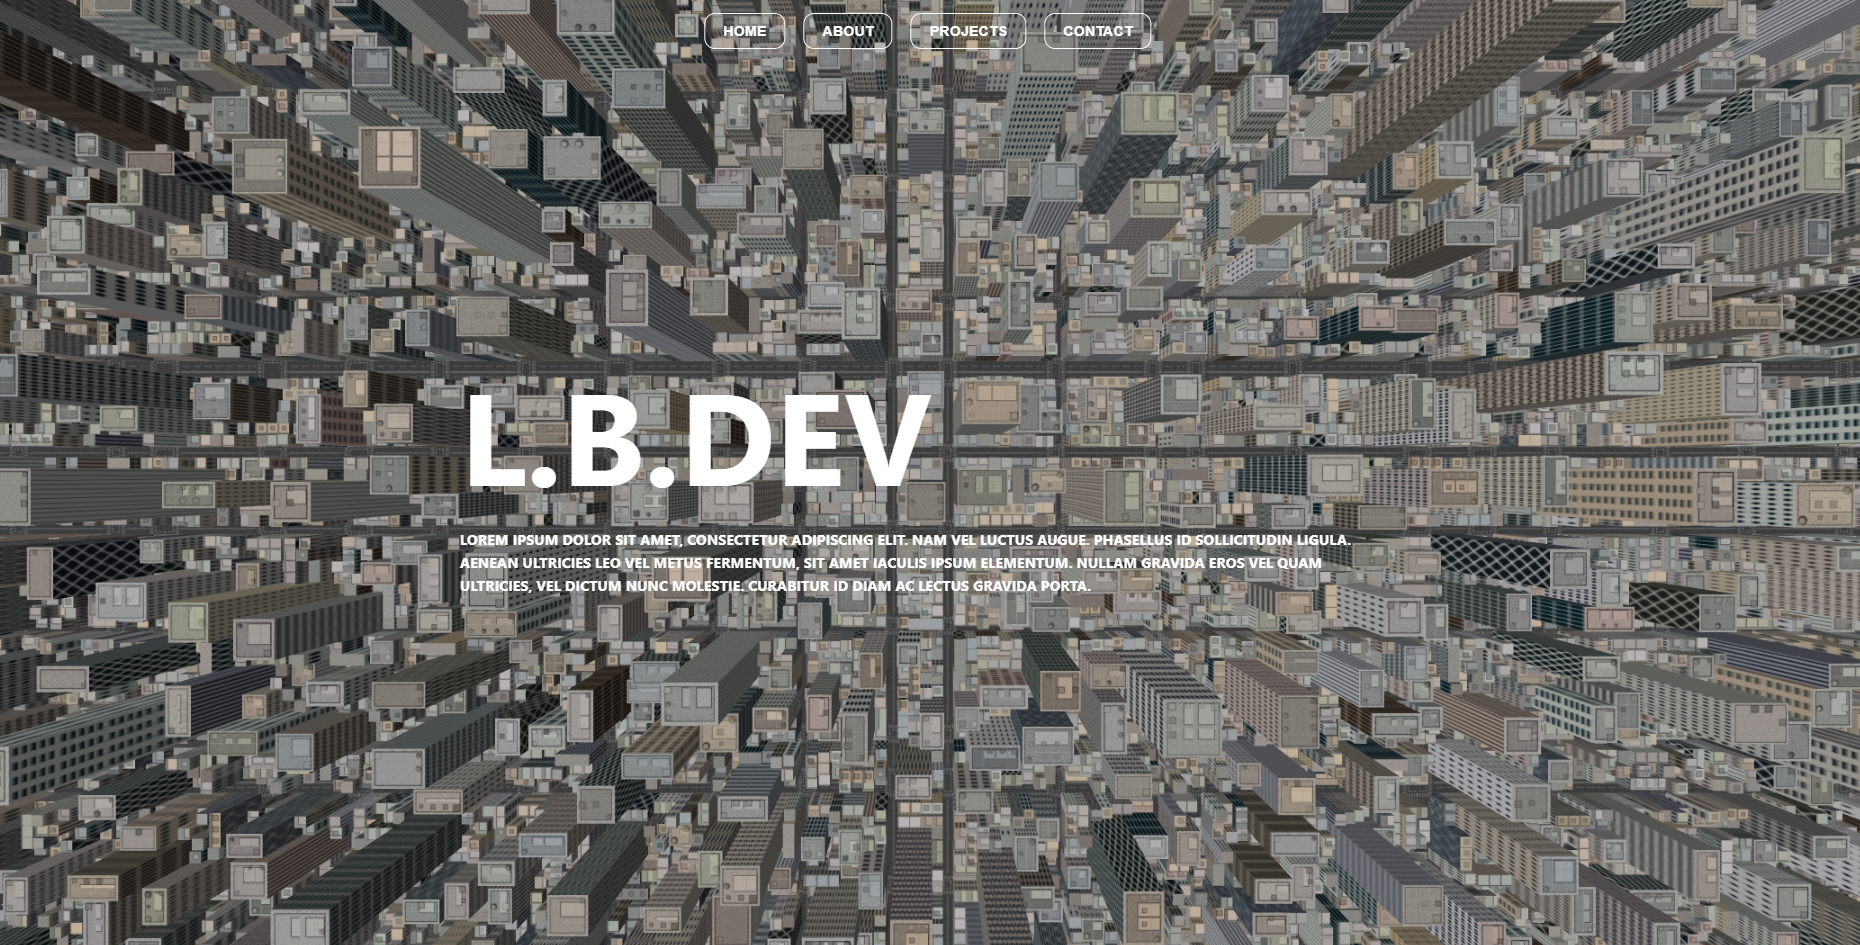 HOME
ABOUT
PROJECTS
CONTACT
L.B.DEV
LOREM IPSUM DOLOR SIT AMET, CONSECTETUR ADIPISCING ELIT. NAM VEL LUCTUS AUGUE. PHASELLUS ID SOLLICITUDIN LIGULA.
AENEAN ULTRICIES LEO VEL METUS FERMENTUM, SIT AMET IACULIS IPSUM ELEMENTUM. NULLAM GRAVIDA EROS VEL QUAM
ULTRICIES, VEL DICTUM NUNC MOLESTIE. CURABITUR ID DIAM AC LECTUS GRAVIDA PORTA.